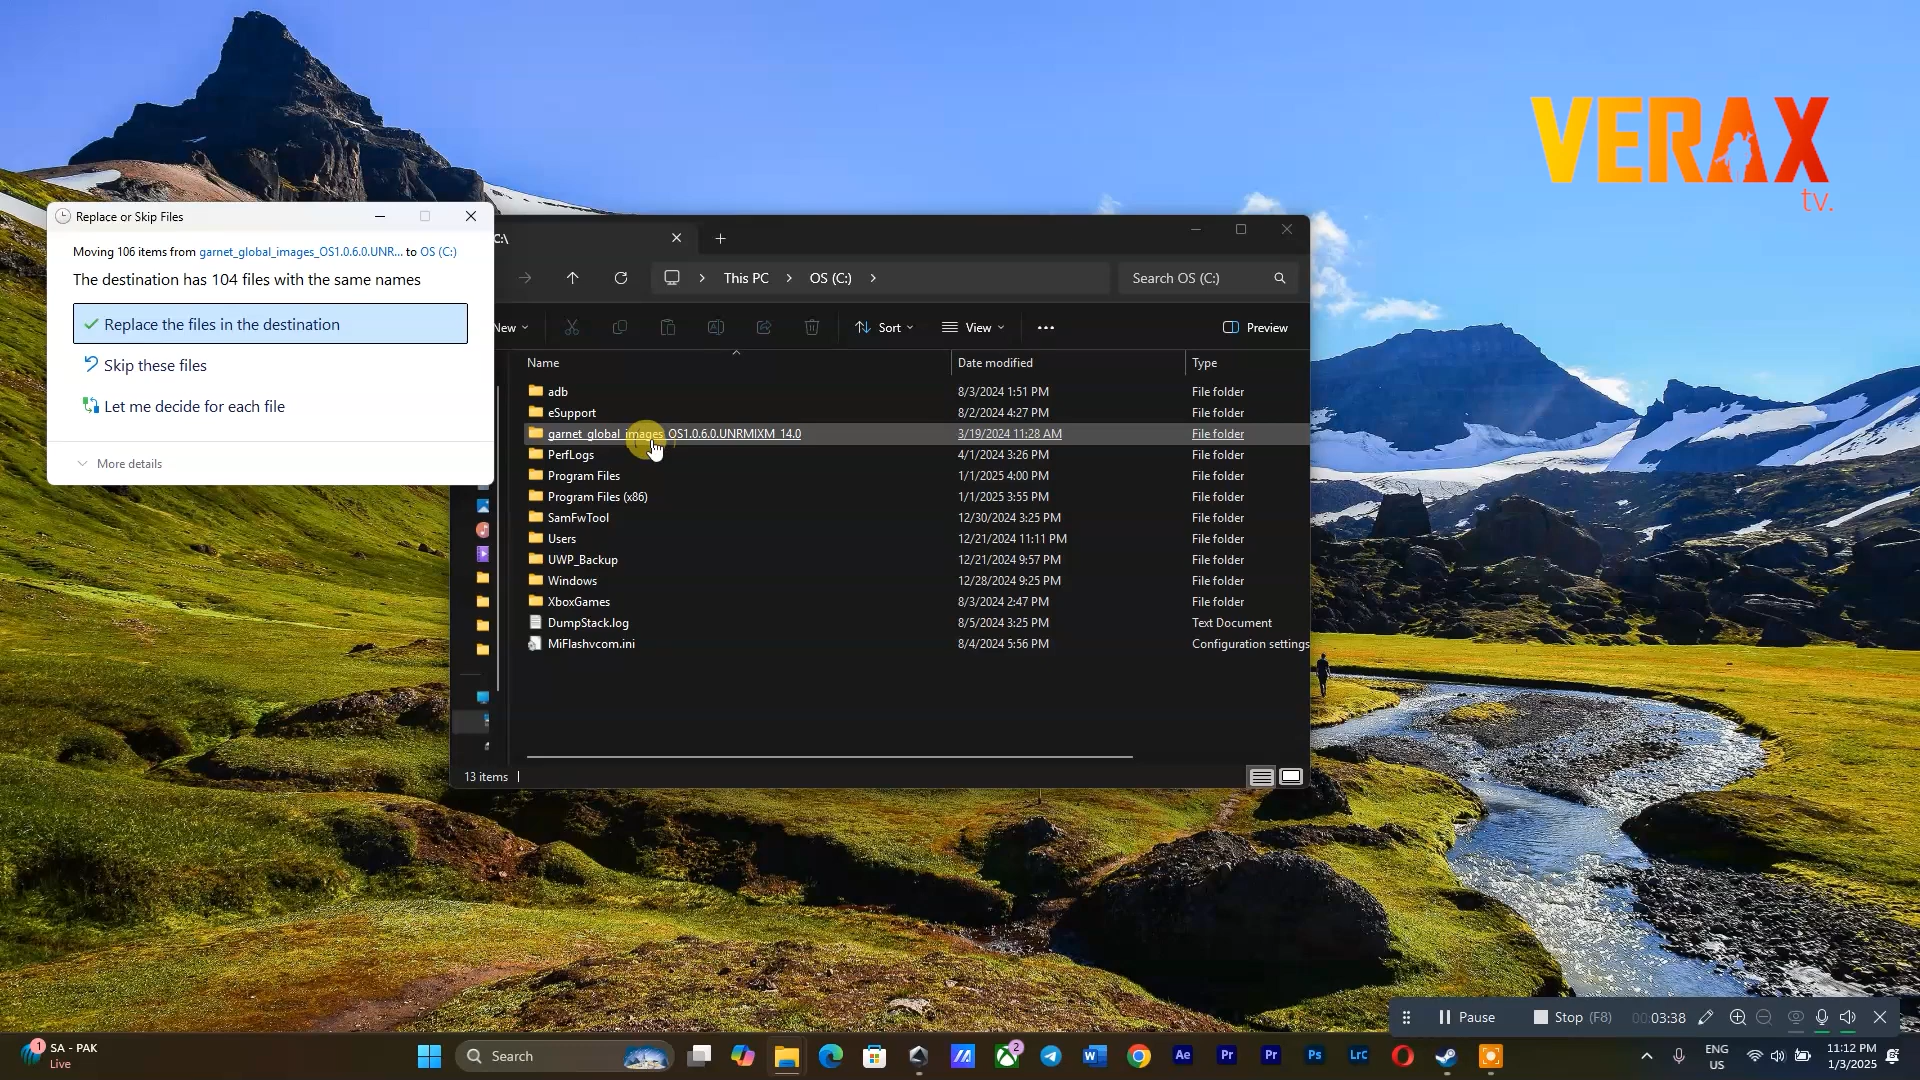 VERAX
tv.
Replace or Skip Files
Moving 106 items from garnet_global_images_OS1.0.6.0.UNR... to OS (C:)
The destination has 104 files with the same names
Replace the files in the destination
Skip these files
Let me decide for each file
More details
C:\
This PC > OS (C:) >
Search OS (C:)
New
Sort
View
Preview
Name Date modified Type
adb 8/3/2024 1:51 PM File folder
eSupport 8/2/2024 4:27 PM File folder
garnet_global_images_OS1.0.6.0.UNRMIXM_14.0 3/19/2024 11:28 AM File folder
PerfLogs 4/1/2024 3:26 PM File folder
Program Files 1/1/2025 4:00 PM File folder
Program Files (x86) 1/1/2025 3:55 PM File folder
SamFwTool 12/30/2024 3:25 PM File folder
Users 12/21/2024 11:11 PM File folder
UWP_Backup 12/21/2024 9:57 PM File folder
Windows 12/28/2024 9:25 PM File folder
XboxGames 8/3/2024 2:47 PM File folder
DumpStack.log 8/5/2024 3:25 PM Text Document
MiFlashvcom.ini 8/4/2024 5:56 PM Configuration settings
13 items
Pause
Stop (F8)
00:03:38
1
SA - PAK
Live
Search
2
Ae
Pr
Pr
Ps
LrC
ENG
US
11:12 PM
1/3/2025